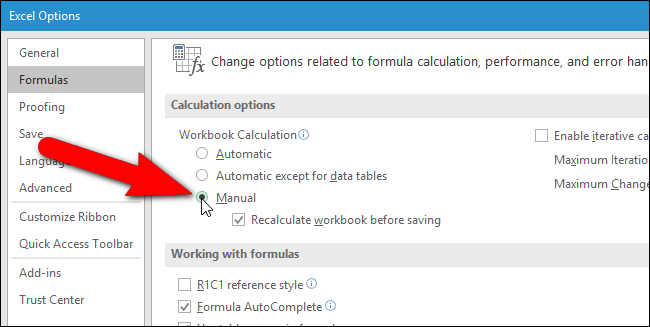 Excel Options
General
Formulas
Proofing
Save
Langu
Advanced
Customize Ribbon
Quick Access Toolbar
Add-ins
Trust Center
Change options related to formula calculation, performance, and error han
Calculation options
Workbook Calculation
Automatic
Automatic except for data tables
Manual
Recalculate workbook before saving
Enable iterative ca
Maximum Iteratio
Maximum Change
Working with formulas
R1C1 reference style
Formula AutoComplete